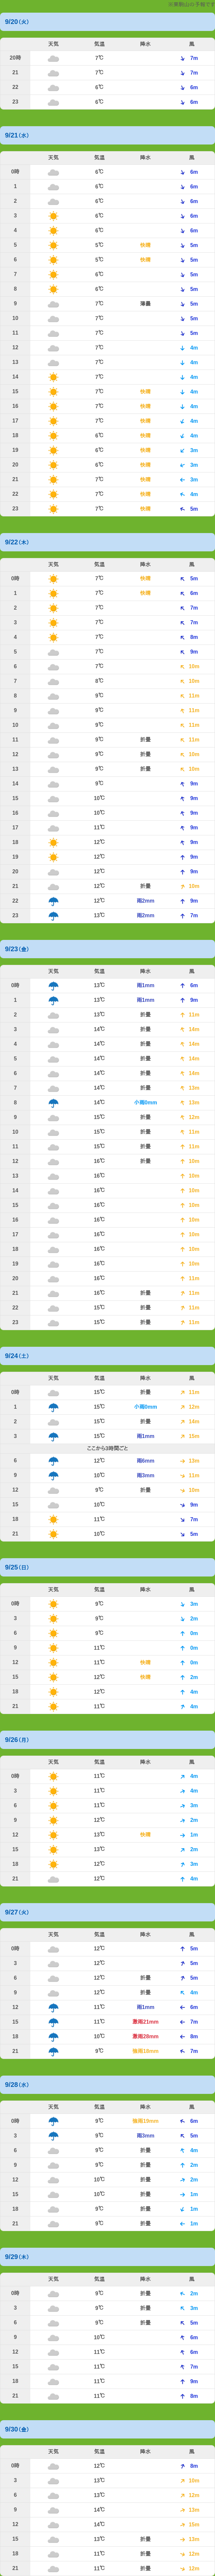 ※東朝山の予報です
9/20(火)
天気 気温 降水 風
20時 7℃ 7m
21 7℃ 7m
22 6℃ 6m
23 6℃ 6m
9/21(水)
天気 気温 降水 風
0時 6℃ 6m
1 6℃ 6m
2 6℃ 6m
3 6℃ 6m
4 6℃ 6m
5 5℃ 快晴 5m
6 5℃ 快晴 5m
7 6℃ 5m
8 6℃ 5m
9 7℃ 薄曇 5m
10 7℃ 5m
11 7℃ 5m
12 7℃ 4m
13 7℃ 4m
14 7℃ 4m
15 7℃ 快晴 4m
16 7℃ 快晴 4m
17 7℃ 快晴 4m
18 6℃ 快晴 4m
19 6℃ 快晴 3m
20 6℃ 快晴 3m
21 7℃ 快晴 3m
22 7℃ 快晴 4m
23 7℃ 快晴 5m
9/22(木)
天気 気温 降水 風
0時 7℃ 快晴 5m
1 7℃ 快晴 6m
2 7℃ 7m
3 7℃ 7m
4 7℃ 8m
5 7℃ 9m
6 7℃ 10m
7 8℃ 10m
8 9℃ 11m
9 9℃ 11m
10 9℃ 11m
11 9℃ 折曇 11m
12 9℃ 折曇 10m
13 9℃ 折曇 10m
14 9℃ 9m
15 10℃ 9m
16 10℃ 9m
17 11℃ 9m
18 12℃ 9m
19 12℃ 9m
20 12℃ 9m
21 12℃ 折曇 10m
22 12℃ 雨2mm 9m
23 13℃ 雨2mm 7m
9/23(金)
天気 気温 降水 風
0時 13℃ 雨1mm 6m
1 13℃ 雨1mm 9m
2 13℃ 折曇 11m
3 14℃ 折曇 14m
4 14℃ 折曇 14m
5 14℃ 折曇 14m
6 14℃ 折曇 14m
7 14℃ 折曇 13m
8 14℃ 小雨0mm 13m
9 15℃ 折曇 12m
10 15℃ 折曇 11m
11 15℃ 折曇 11m
12 16℃ 折曇 10m
13 16℃ 10m
14 16℃ 10m
15 16℃ 10m
16 16℃ 10m
17 16℃ 10m
18 16℃ 10m
19 16℃ 10m
20 16℃ 11m
21 16℃ 折曇 11m
22 15℃ 折曇 11m
23 15℃ 折曇 11m
9/24(土)
天気 気温 降水 風
0時 15℃ 折曇 11m
1 15℃ 小雨0mm 12m
2 15℃ 折曇 14m
3 15℃ 雨1mm 15m
ここから3時間ごと
6 12℃ 雨6mm 13m
9 10℃ 雨3mm 11m
12 9℃ 折曇 10m
15 10℃ 9m
18 11℃ 7m
21 10℃ 5m
9/25(日)
天気 気温 降水 風
0時 9℃ 3m
3 9℃ 2m
6 9℃ 0m
9 11℃ 0m
12 11℃ 快晴 0m
15 12℃ 快晴 2m
18 12℃ 4m
21 11℃ 4m
9/26(月)
天気 気温 降水 風
0時 11℃ 4m
3 11℃ 4m
6 11℃ 3m
9 12℃ 2m
12 13℃ 快晴 1m
15 13℃ 2m
18 12℃ 3m
21 12℃ 4m
9/27(火)
天気 気温 降水 風
0時 12℃ 5m
3 12℃ 5m
6 12℃ 折曇 5m
9 12℃ 折曇 4m
12 11℃ 雨1mm 6m
15 11℃ 激雨21mm 7m
18 10℃ 激雨28mm 8m
21 9℃ 強雨18mm 7m
9/28(水)
天気 気温 降水 風
0時 9℃ 強雨10mm 6m
3 9℃ 雨3mm 5m
6 9℃ 折曇 4m
9 9℃ 折曇 2m
12 10℃ 折曇 2m
15 10℃ 折曇 1m
18 9℃ 折曇 1m
21 9℃ 折曇 1m
9/29(木)
天気 気温 降水 風
0時 9℃ 折曇 2m
3 9℃ 折曇 3m
6 9℃ 折曇 5m
9 10℃ 6m
12 11℃ 6m
15 11℃ 7m
18 11℃ 9m
21 11℃ 8m
9/30(金)
天気 気温 降水 風
0時 12℃ 8m
3 13℃ 10m
6 13℃ 12m
9 14℃ 13m
12 14℃ 15m
15 13℃ 折曇 13m
18 11℃ 折曇 12m
21 11℃ 折曇 12m